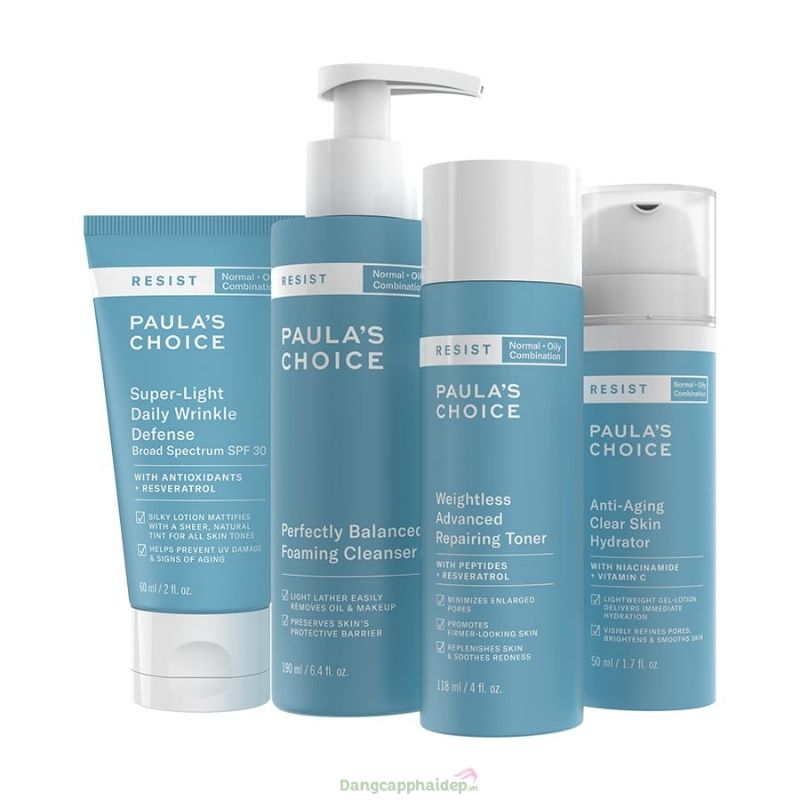 RESIST
Normal • Oily
Combination
PAULA'S
CHOICE
Super-Light
Daily Wrinkle
Defense
Broad Spectrum SPF 30
WITH ANTIOXIDANTS
+ RESVERATROL
SILKY LOTION MATTIFIES
WITH A SHEER, NATURAL
TINT FOR ALL SKIN TONES
HELPS PREVENT UV DAMAGE
& SIGNS OF AGING
60 ml / 2 fl. oz.
RESIST
Normal • Oily
Combination
PAULA'S
CHOICE
Perfectly Balanced
Foaming Cleanser
LIGHT LATHER EASILY
REMOVES OIL & MAKEUP
PRESERVES SKIN'S
PROTECTIVE BARRIER
190 ml / 6.4 fl. oz.
RESIST
Normal • Oily
Combination
PAULA'S
CHOICE
Weightless
Advanced
Repairing Toner
WITH PEPTIDES
+ RESVERATROL
MINIMIZES ENLARGED
PORES
PROMOTES
FIRMER-LOOKING SKIN
REPLENISHES SKIN
& SOOTHES REDNESS
118 ml / 4 fl. oz.
RESIST
Normal • Oily
Combination
PAULA'S
CHOICE
Anti-Aging
Clear Skin
Hydrator
WITH NIACINAMIDE
+ VITAMIN C
LIGHTWEIGHT GEL-LOTION
DELIVERS IMMEDIATE
HYDRATION
VISIBLY REFINES PORES;
BRIGHTENS & SMOOTHS SKIN
50 ml / 1.7 fl. oz.
Dangcapphaidep.vn